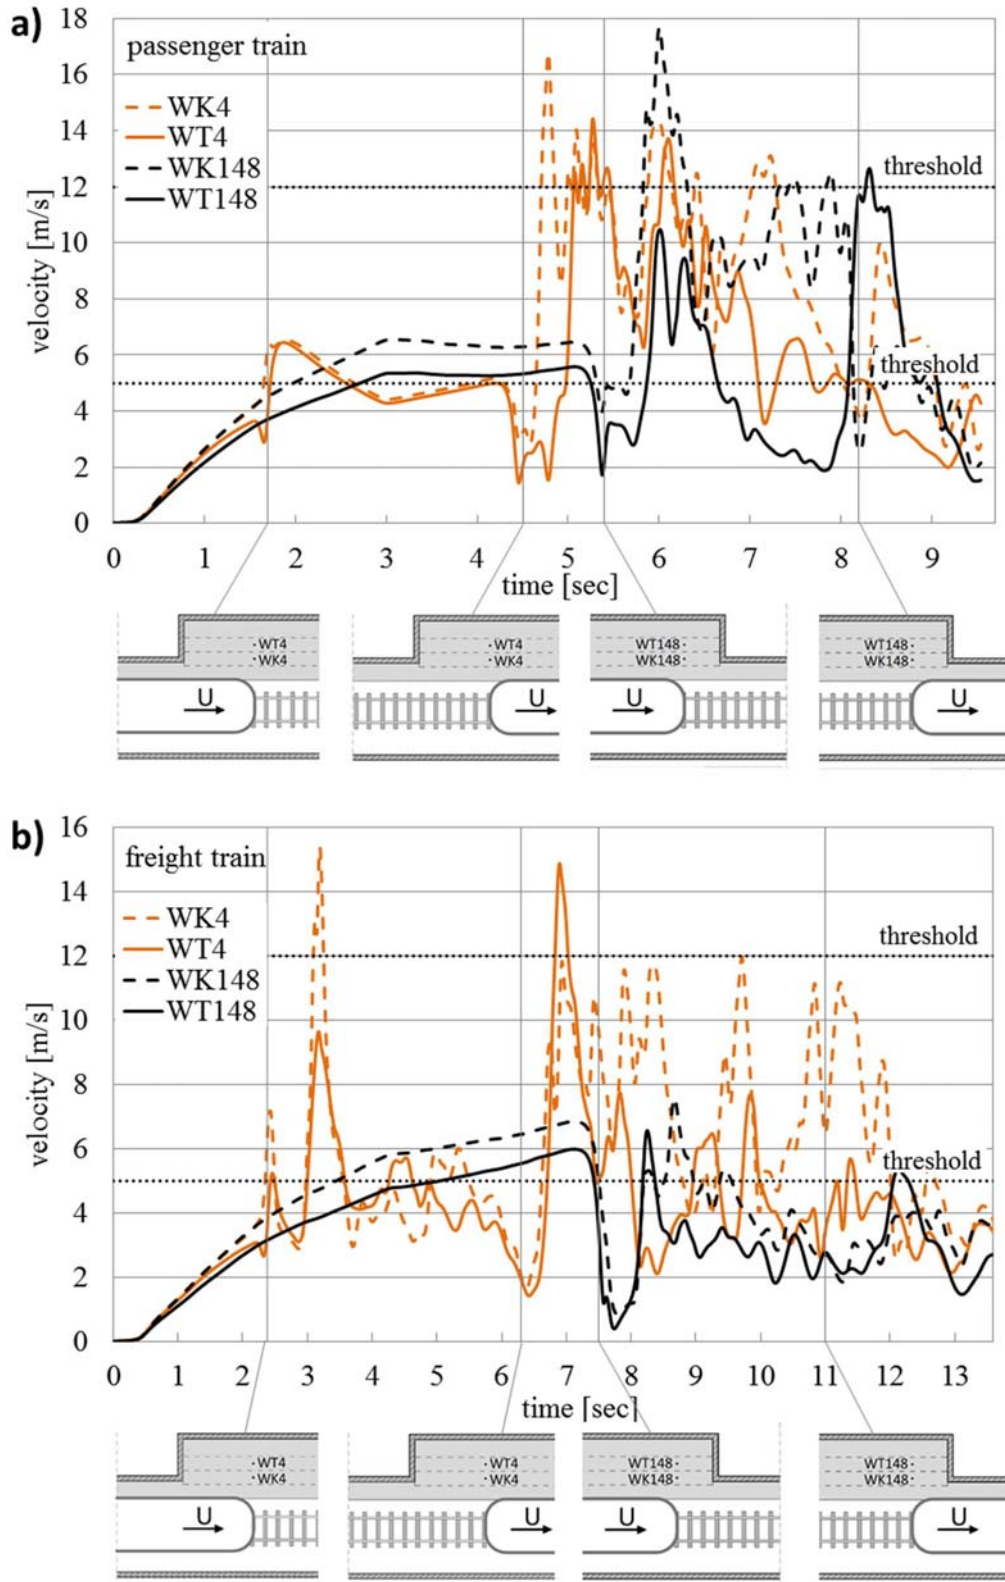 a)
passenger train
WK4
WT4
WK148
WT148
velocity [m/s]
18
16
14
12
10
8
6
4
2
0
threshold
threshold
0 1 2 3 4 5 6 7 8 9
time [sec]
WT4
WK4
U
WT4
WK4
U
WT148
WK148
U
WT148
WK148
U
b)
freight train
WK4
WT4
WK148
WT148
velocity [m/s]
16
14
12
10
8
6
4
2
0
threshold
threshold
0 1 2 3 4 5 6 7 8 9 10 11 12 13
time [sec]
WT4
WK4
U
WT4
WK4
U
WT148
WK148
U
WT148
WK148
U